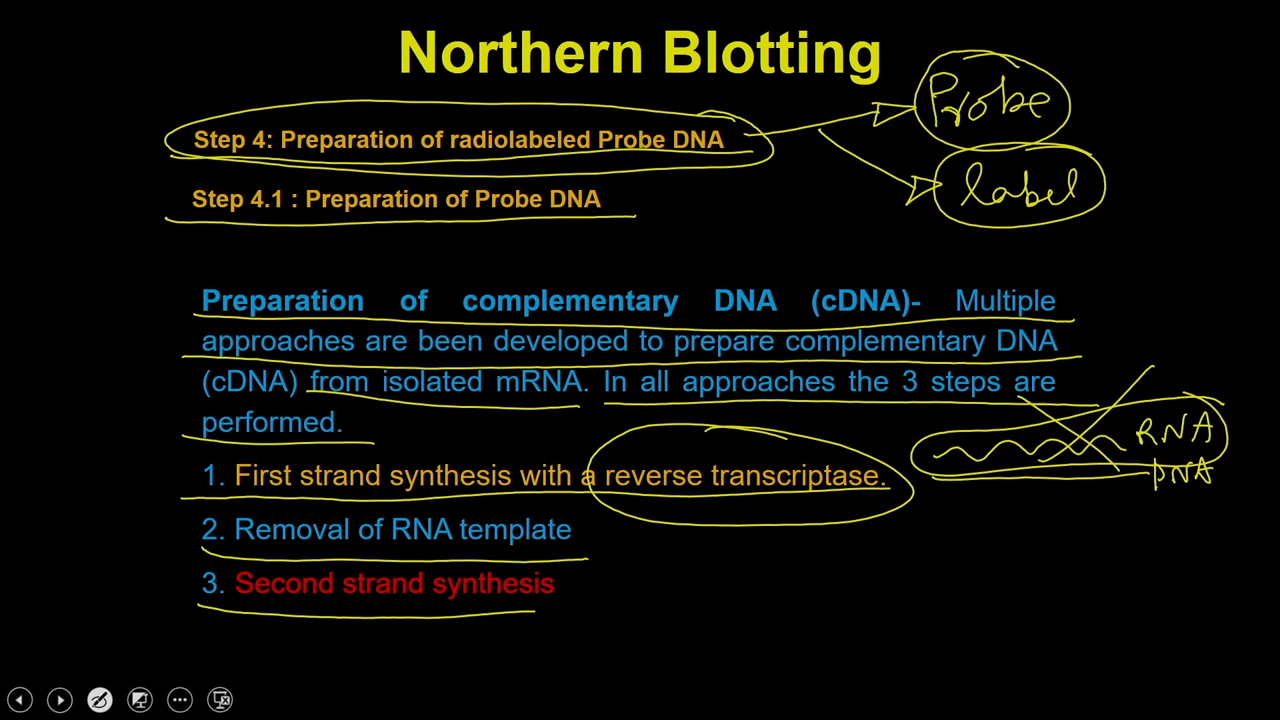 Northern Blotting
Step 4: Preparation of radiolabeled Probe DNA
Probe
Step 4.1 : Preparation of Probe DNA
label
Preparation of complementary DNA (cDNA)- Multiple
approaches are been developed to prepare complementary DNA
(cDNA) from isolated mRNA. In all approaches the 3 steps are
performed.
RNA
1. First strand synthesis with a reverse transcriptase.
DNA
2. Removal of RNA template
3. Second strand synthesis